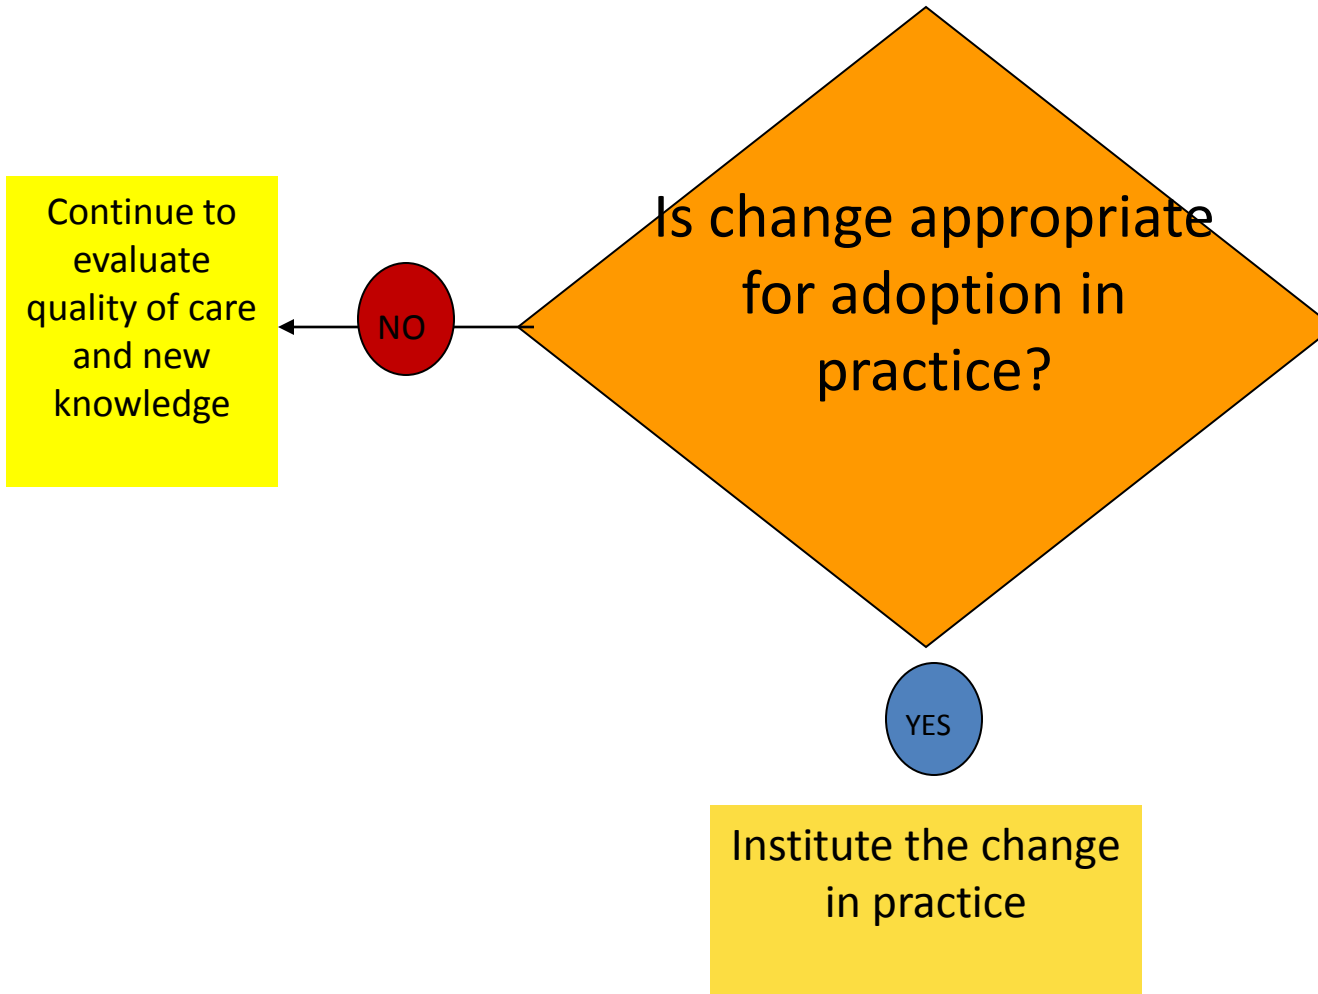 Is change appropriate
for adoption in
practice?
Continue to
evaluate
quality of care
and new
knowledge
NO
YES
Institute the change
in practice